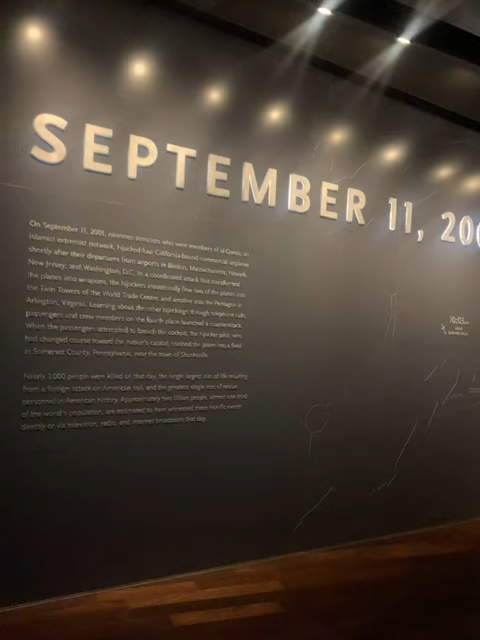 SEPTEMBER 11, 200
On September 11, 2001, nineteen terrorists who were members of al-Qaeda, an
Islamist extremist network, hijacked four California-bound commercial airplanes
shortly after their departures from airports in Boston, Massachusetts; Newark,
New Jersey; and Washington, D.C. In a coordinated attack that transformed
the planes into weapons, the hijackers intentionally flew two of the planes into
the Twin Towers of the World Trade Center, and another into the Pentagon in
Arlington, Virginia. Learning about the other hijackings through telephone calls,
passengers and crew members on the fourth plane launched a counterattack.
When the passengers attempted to breach the cockpit, the hijacker pilot, who
had changed course toward the nation's capital, crashed the plane into a field
in Somerset County, Pennsylvania, near the town of Shanksville.
Nearly 3,000 people were killed on that day, the single largest loss of life resulting
from a foreign attack on American soil, and the greatest single loss of rescue
personnel in American history. Approximately two billion people, almost one third
of the world's population, are estimated to have witnessed these horrific events
directly or via television, radio, and Internet broadcasts that day.